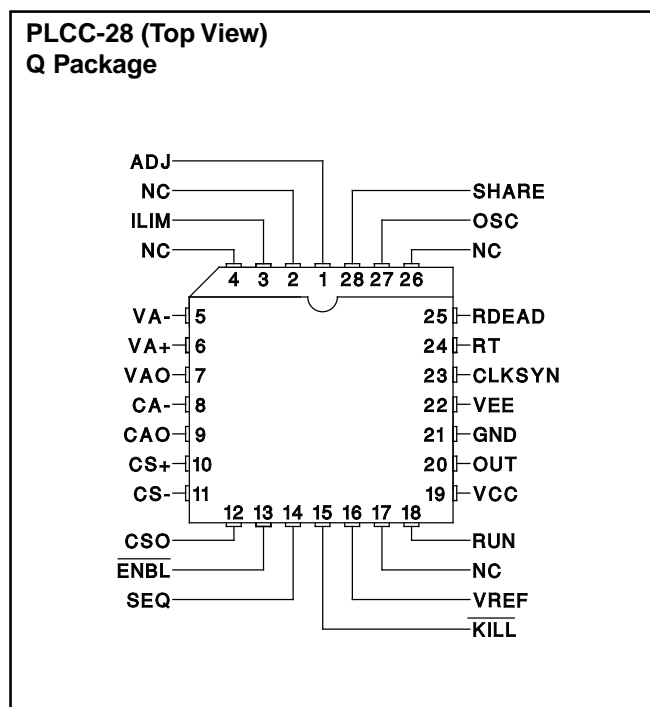 PLCC-28 (Top View)
Q Package
ADJ
NC
SHARE
ILIM
OSC
NC
NC
4 3 2 1 28 27 26
VA- 5
25 RDEAD
VA+ 6
24 RT
VAO 7
23 CLKSYN
CA- 8
22 VEE
CAO 9
21 GND
CS+ 10
20 OUT
CS- 11
19 VCC
12 13 14 15 16 17 18
CSO
RUN
ENBL
NC
SEQ
VREF
KILL